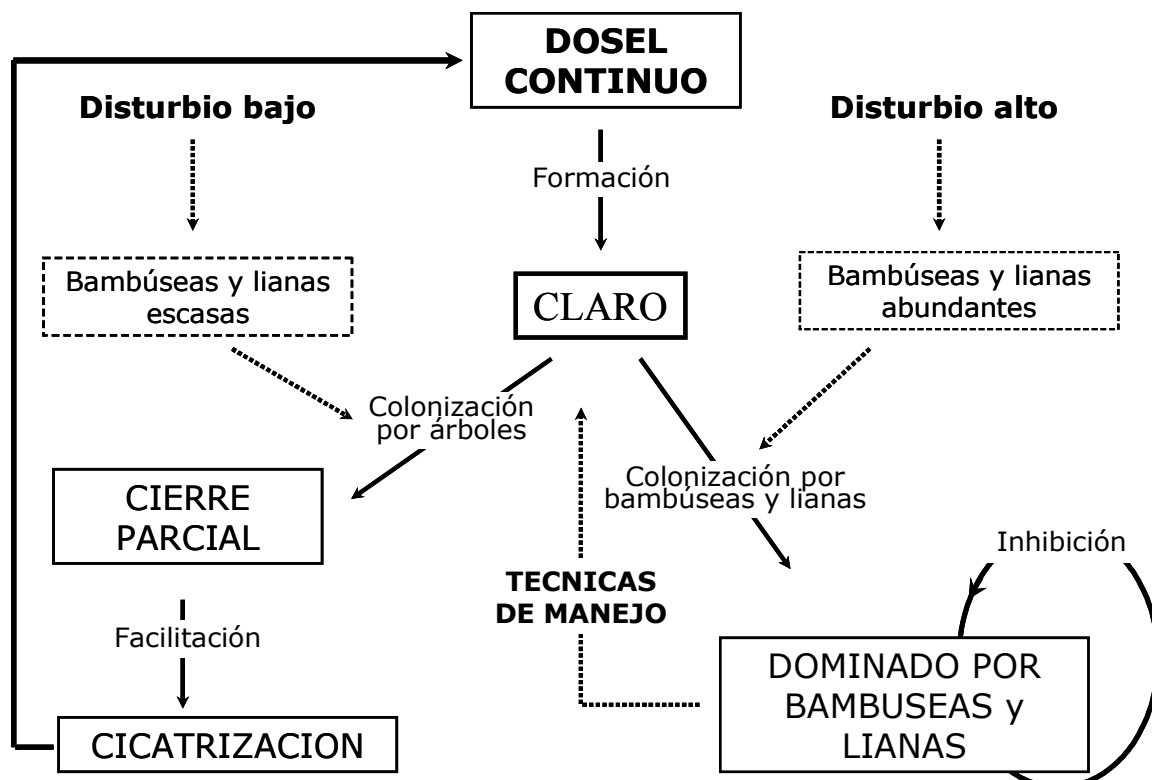 DOSEL
CONTINUO
Disturbio bajo
Disturbio alto
Formación
Bambúseas y lianas
escasas
CLARO
Bambúseas y lianas
abundantes
Colonización
por árboles
Colonización por
bambúseas y lianas
CIERRE
PARCIAL
Inhibición
TECNICAS
DE MANEJO
Facilitación
DOMINADO POR
BAMBUSEAS y
LIANAS
CICATRIZACION